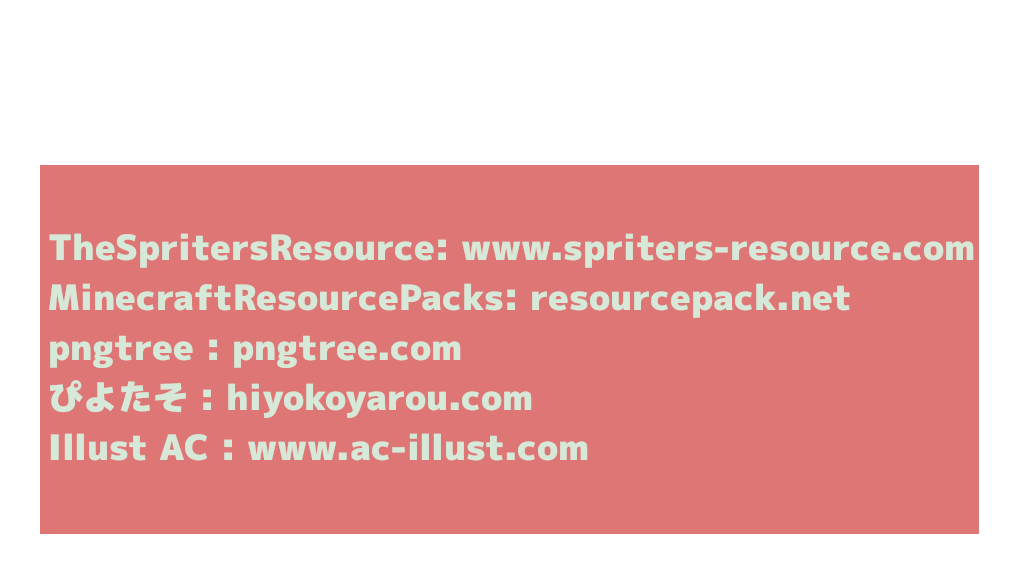 TheSpritersResource: www.spriters-resource.com
MinecraftResourcePacks: resourcepack.net
pngtree : pngtree.com
ぴよたそ : hiyokoyarou.com
Illust AC : www.ac-illust.com